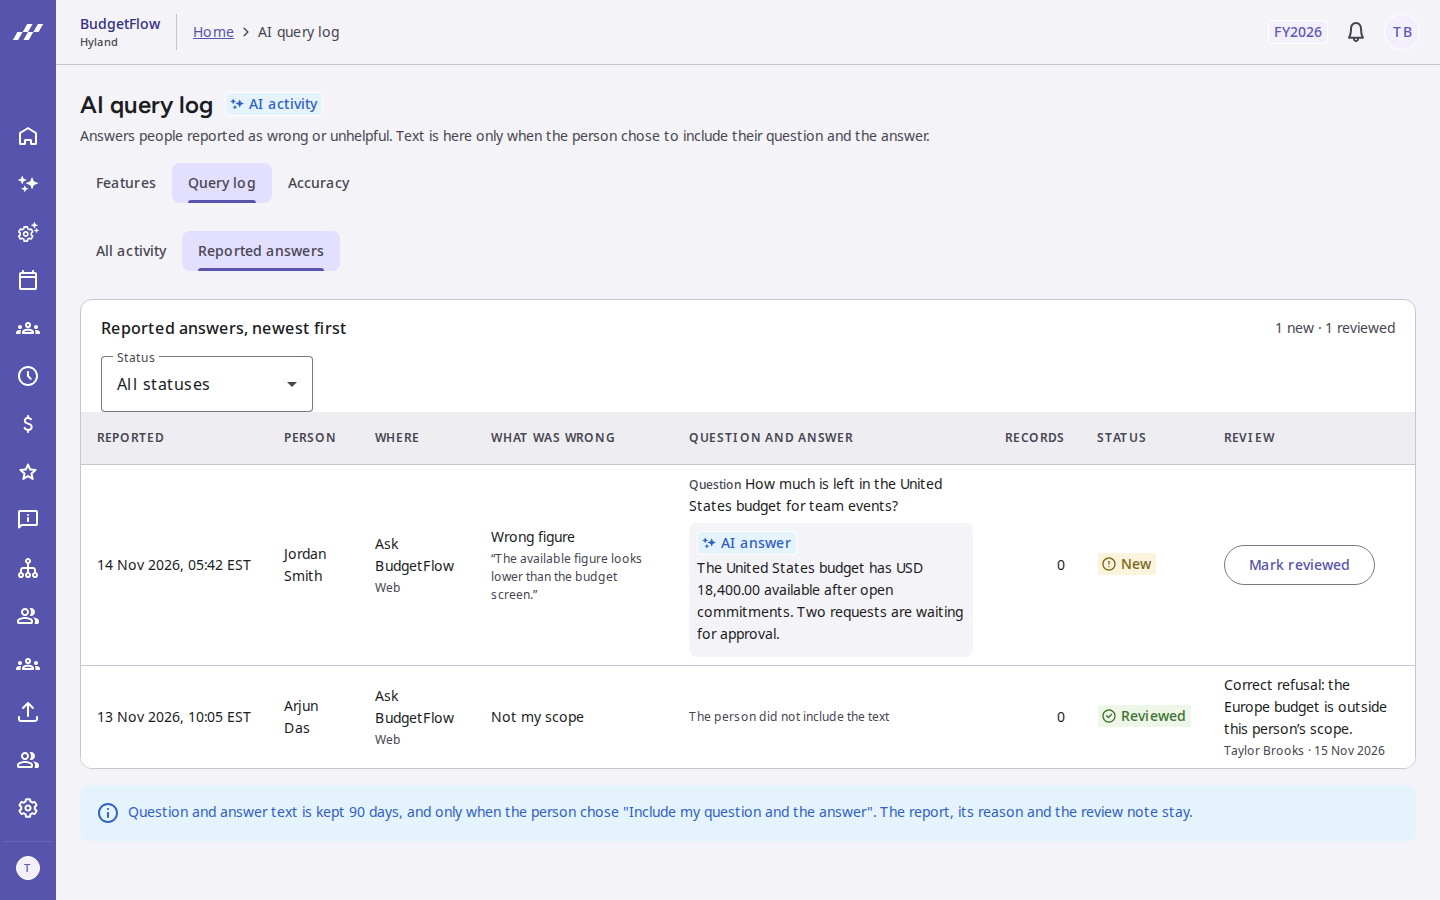 BudgetFlow
Hyland
Home
AI query log
FY2026
TB
AI query log
AI activity
Answers people reported as wrong or unhelpful. Text is here only when the person chose to include their question and the answer.
Features
Query log
Accuracy
All activity
Reported answers
Reported answers, newest first
1 new · 1 reviewed
Status
All statuses
REPORTED
PERSON
WHERE
WHAT WAS WRONG
QUESTION AND ANSWER
RECORDS
STATUS
REVIEW
14 Nov 2026, 05:42 EST
Jordan
Smith
Ask
BudgetFlow
Web
Wrong figure
“The available figure looks
lower than the budget
screen.”
Question How much is left in the United
States budget for team events?
AI answer
The United States budget has USD
18,400.00 available after open
commitments. Two requests are waiting
for approval.
0
New
Mark reviewed
13 Nov 2026, 10:05 EST
Arjun
Das
Ask
BudgetFlow
Web
Not my scope
The person did not include the text
0
Reviewed
Correct refusal: the
Europe budget is outside
this person’s scope.
Taylor Brooks · 15 Nov 2026
Question and answer text is kept 90 days, and only when the person chose "Include my question and the answer". The report, its reason and the review note stay.
T